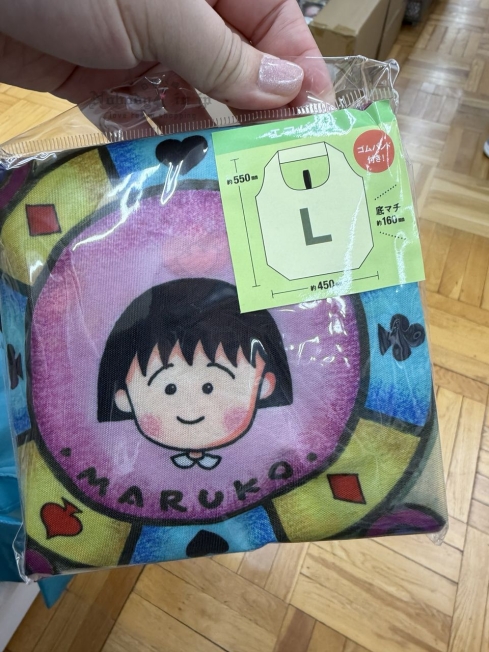 ゴムバンド
付き!
約550mm
底マチ
約160mm
L
約450mm
・MARUKO・